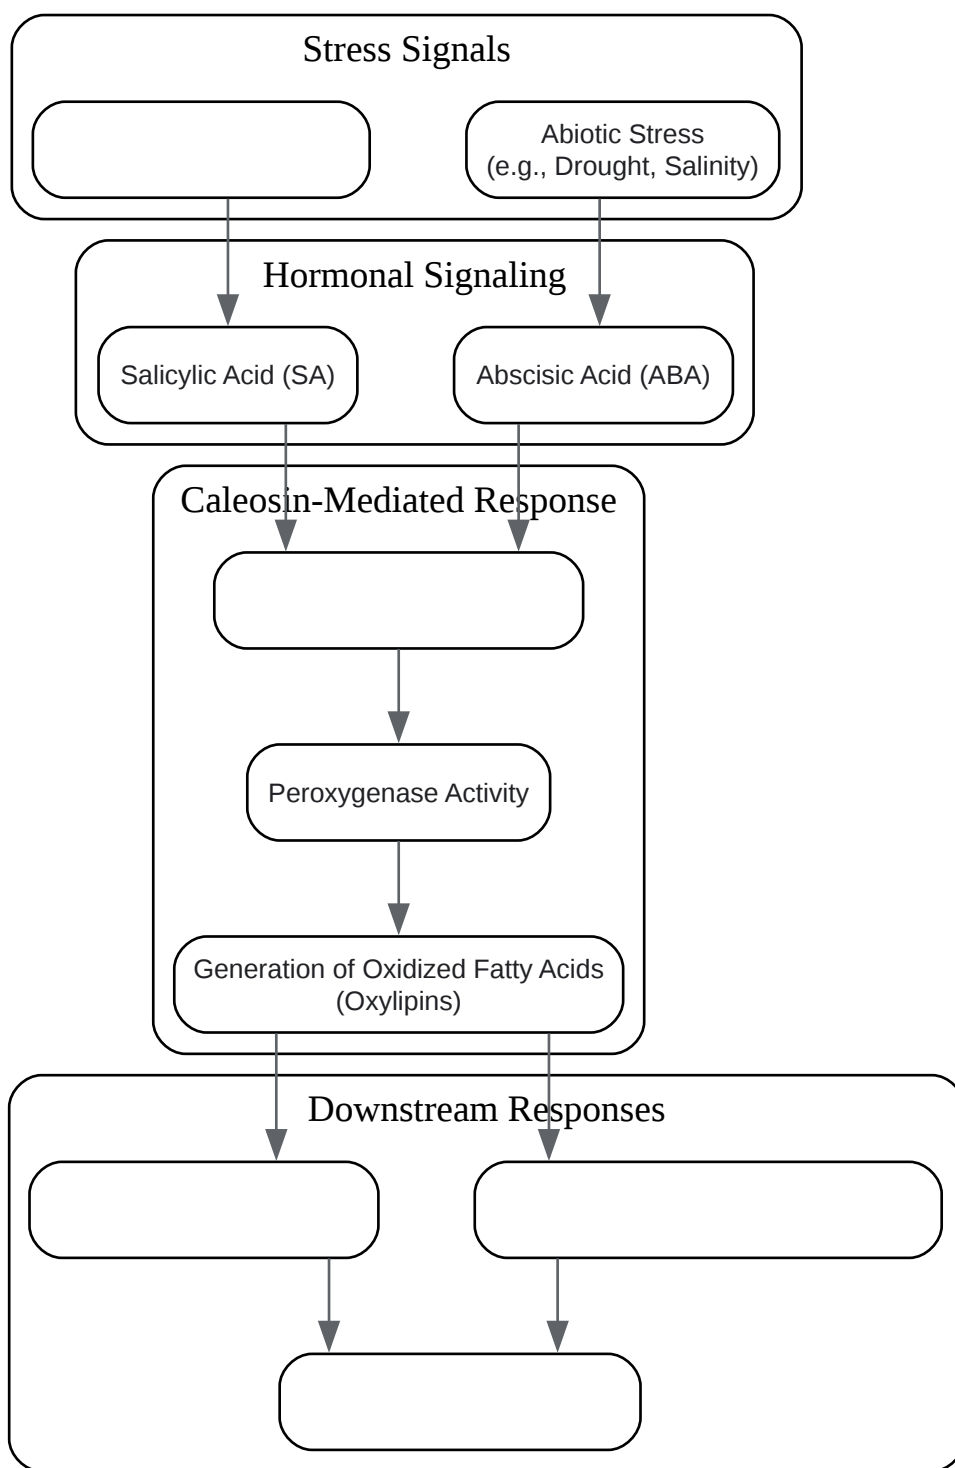 Stress Signals
Abiotic Stress
(e.g., Drought, Salinity)
Hormonal Signaling
Salicylic Acid (SA)
Abscisic Acid (ABA)
Caleosin-Mediated Response
Peroxygenase Activity
Generation of Oxidized Fatty Acids
(Oxylipins)
Downstream Responses